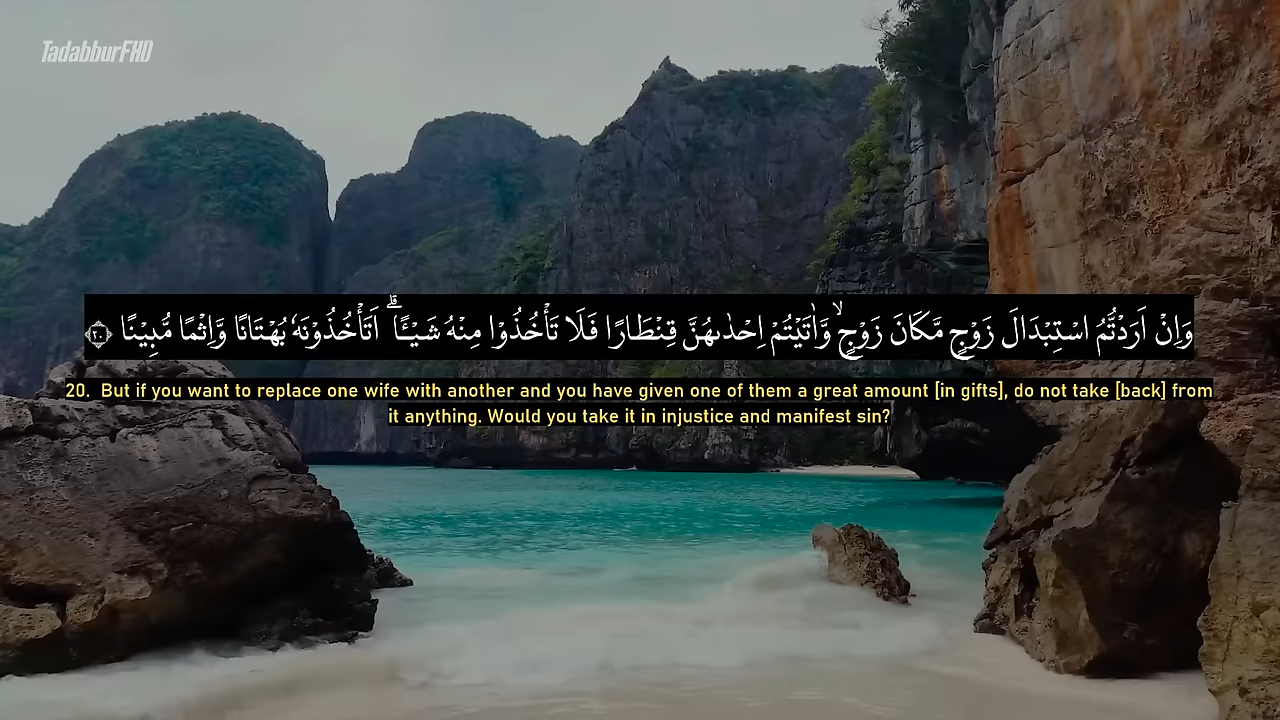 TadabburFHD
وَاِنْ اَرَدْتُّمُ اسْتِبْدَالَ زَوْجٍ مَّكَانَ زَوْجٍۙ وَّاٰتَيْتُمْ اِحْدٰىهُنَّ قِنْطَارًا فَلَا تَأْخُذُوْا مِنْهُ شَيْـًٔاۗ اَتَأْخُذُوْنَهٗ بُهْتَانًا وَّاِثْمًا مُّبِيْنًا ٢٠
20. But if you want to replace one wife with another and you have given one of them a great amount [in gifts], do not take [back] from
it anything. Would you take it in injustice and manifest sin?